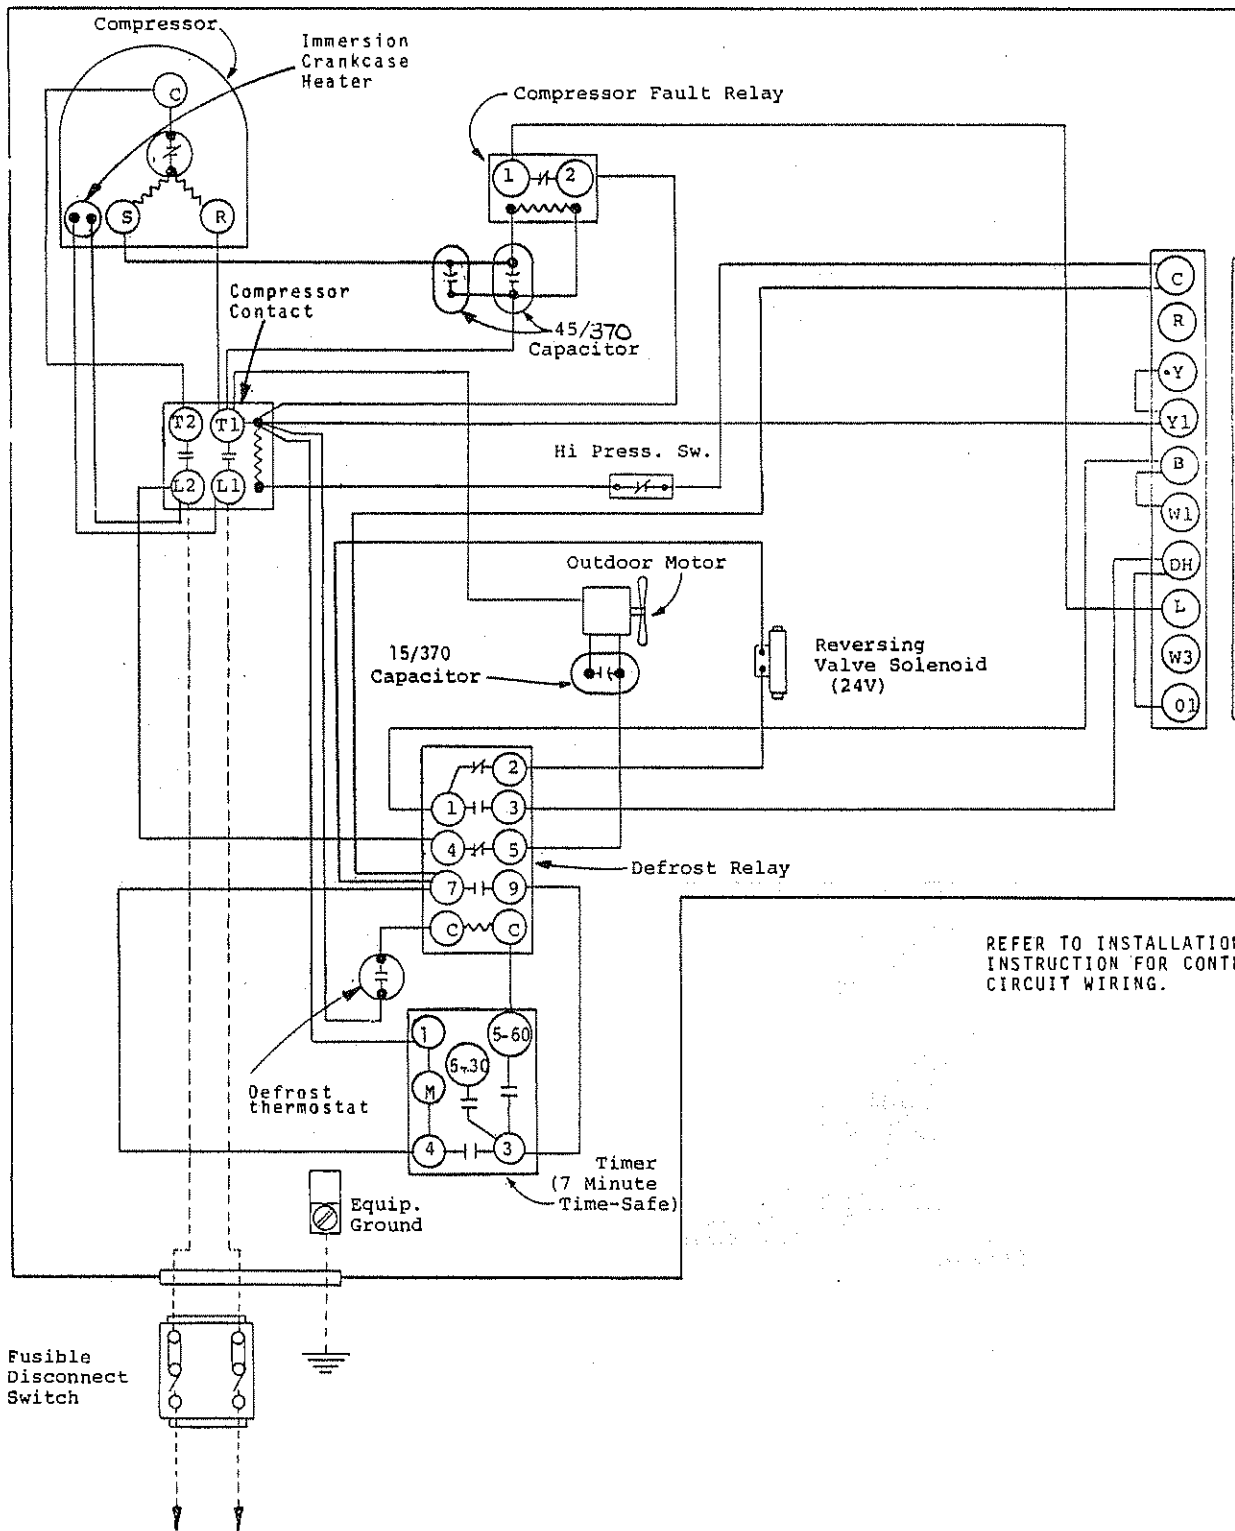 Compressor
Immersion
Crankcase
Heater
C
Compressor Fault Relay
1 2
S R
C
Compressor
Contact
45/370
Capacitor
R
Y
T2 T1
Y1
Hi Press. Sw.
B
L2 L1
W1
Outdoor Motor
DH
L
15/370
Capacitor
Reversing
Valve Solenoid
(24V)
W3
O1
2
1 3
4 5
Defrost Relay
7 9
C C
REFER TO INSTALLATIO
INSTRUCTION FOR CONT
CIRCUIT WIRING.
1 5-60
5-30
M
Defrost
thermostat
4 3
Timer
(7 Minute
Time-Safe)
Equip.
Ground
Fusible
Disconnect
Switch